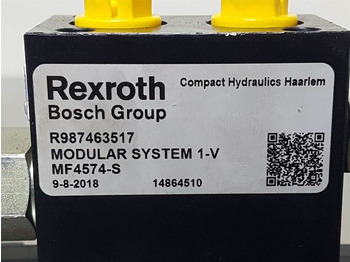 Rexroth Compact Hydraulics Haarlem
Bosch Group
R987463517
MODULAR SYSTEM 1-V
MF4574-S
9-8-2018 14864510